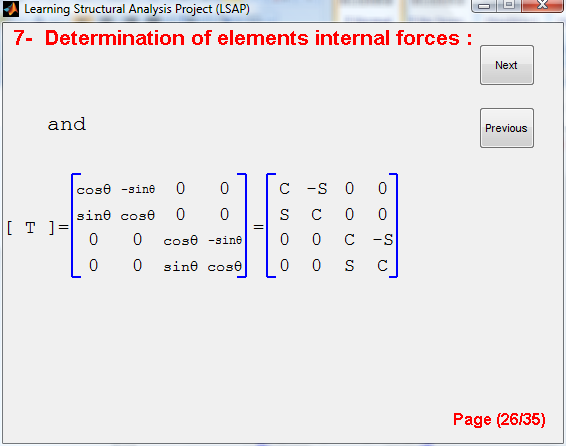 Learning Structural Analysis Project (LSAP)
7- Determination of elements internal forces :
Next
and
Previous
cosθ -sinθ 0 0 C -S 0 0
sinθ cosθ 0 0 S C 0 0
[ T ]= =
0 0 cosθ -sinθ 0 0 C -S
0 0 sinθ cosθ 0 0 S C
Page (26/35)